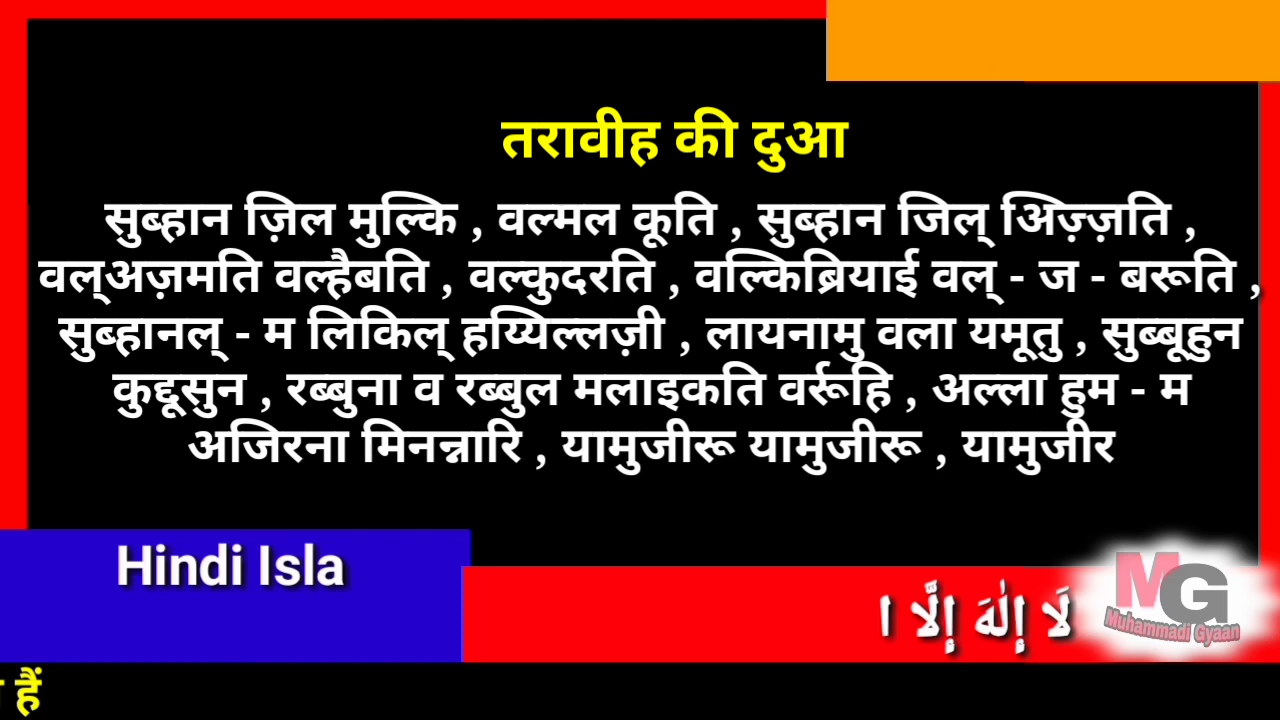 तरावीह की दुआ
सुब्हान ज़िल मुल्कि , वल्मल कूति , सुब्हान जिल् अिज़्ज़ति ,
वल्अज़मति वल्हैबति , वल्कुदरति , वल्किब्रियाई वल् - ज - बरूति ,
सुब्हानल् - म लिकिल् हय्यिल्लज़ी , लायनामु वला यमूतु , सुब्बूहुन
कुद्दूसुन , रब्बुना व रब्बुल मलाइकति वर्रूहि , अल्ला हुम - म
अजिरना मिनन्नारि , यामुजीरू यामुजीरू , यामुजीर
Hindi Isla
لَا إِلٰهَ إِلَّا ا
MG
Muhammadi Gyaan
हैं